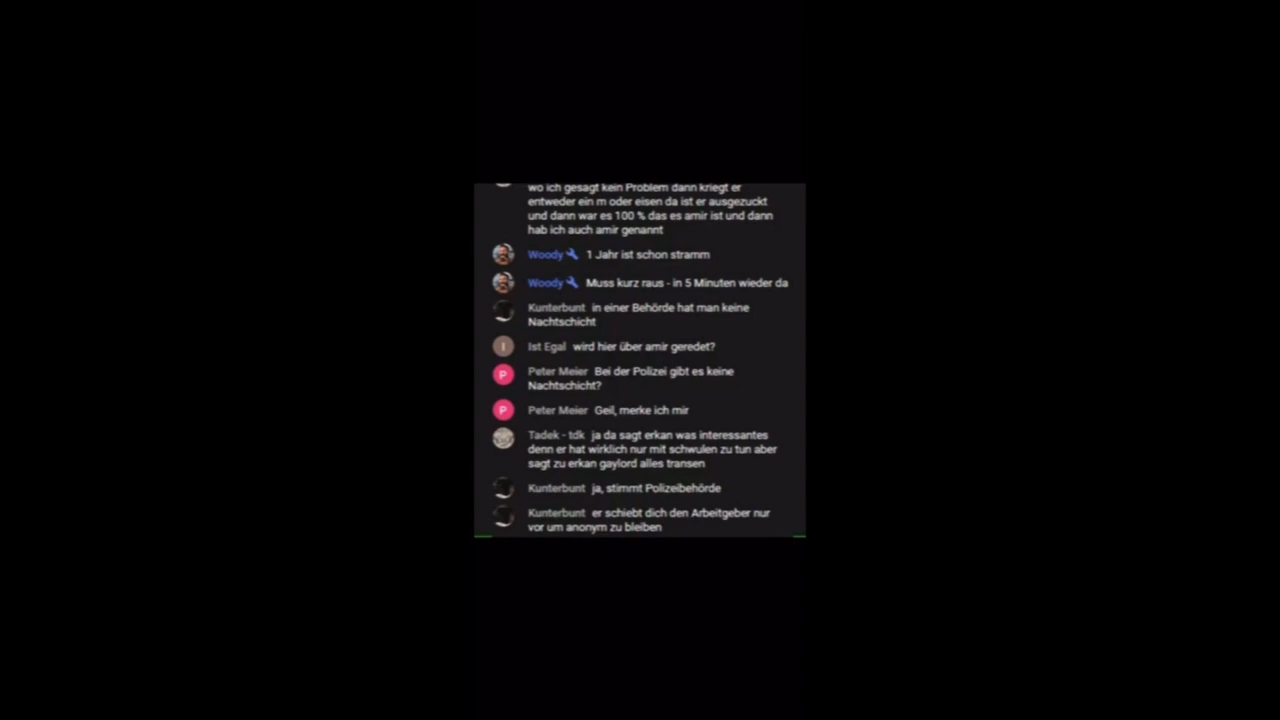 wo ich gesagt kein Problem dann kriegt er
entweder ein m oder eisen da ist er ausgezuckt
und dann war es 100 % das es amir ist und dann
hab ich auch amir genannt
Woody 1 Jahr ist schon stramm
Woody Muss kurz raus - in 5 Minuten wieder da
Kunterbunt in einer Behörde hat man keine
Nachtschicht
I Ist Egal wird hier über amir geredet?
P Peter Meier Bei der Polizei gibt es keine
Nachtschicht?
P Peter Meier Geil, merke ich mir
Tadek - tdk ja da sagt erkan was interessantes
denn er hat wirklich nur mit schwulen zu tun aber
sagt zu erkan gaylord alles transen
Kunterbunt ja, stimmt Polizeibehörde
Kunterbunt er schiebt dich den Arbeitgeber nur
vor um anonym zu bleiben